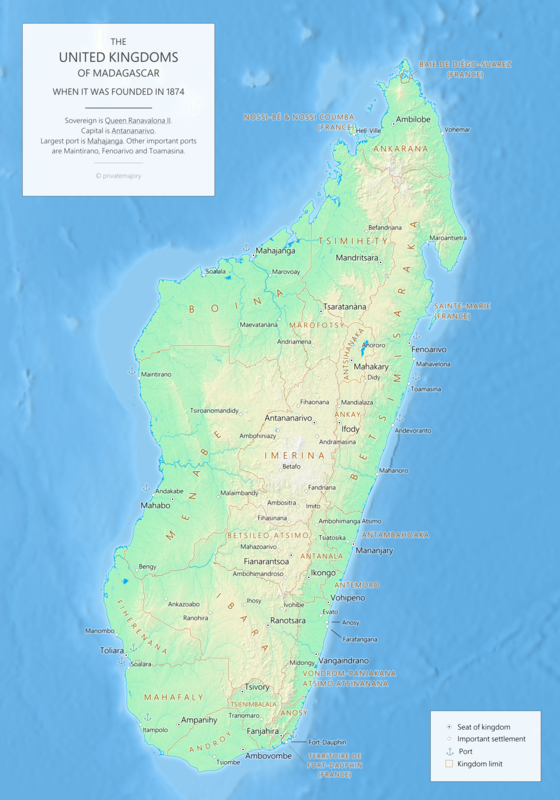 THE
UNITED KINGDOMS
OF MADAGASCAR
WHEN IT WAS FOUNDED IN 1874
Sovereign is Queen Ranavalona II.
Capital is Antananarivo.
Largest port is Mahajanga. Other important ports
are Maintirano, Fenoarivo and Toamasina.
© privatemajory
BAIE DE DIÉGO-SUAREZ
(FRANCE)
NOSSI-BÉ & NOSSI COUMBA
(FRANCE)
Hell-Ville
Ambilobe
Vohemar
ANKARANA
Befandriana
Maroantsetra
TSIMIHETY
Mahajanga
Mandritsara
Soalala
Marovoay
BOINA
Tsaratanàna
SAINTE-MARIE
(FRANCE)
Maevatanàna
MAROFOTSY
Andriamena
ANTSIHANAKA
BETSIMISARAKA
Fenoarivo
Mahakary
Mahavelona
Maintirano
Didy
Toamasina
Fihaonana
Mandialaza
Tsiroanomandidy
Antananarivo
ANKAY
Ifody
Andevoranto
Ambohiniazy
Andramasina
IMERINA
Betafo
Mahanoro
MENABE
Andakabe
Malaimbandy
Fandriana
Mahabo
Ambositra
Imito
Fihasinana
Ambohimanga Atsimo
BETSILEO ATSIMO
Tsiatosika
ANTAMBAHOAKA
Mahazoarivo
Mananjary
ANTANALA
Fianarantsoa
Bengy
Ambohimandroso
Ikongo
ANTEMORO
FIHERENANA
Ankazoabo
IBARA
Ihosy
Ivohibe
Vohipeno
Ranohira
Evato
Ranotsara
Anosy
Manombo
Farafangana
Toliara
Soalara
Midongy
Vangaindrano
VONDROM-PANJAKANA
ATSIMO ATSINANANA
MAHAFALY
Tsivory
TSIENIMBALALA
Tranomaro
ANOSY
Itampolo
Ampanihy
Fanjahira
ANDROY
Fort-Dauphin
Tsiombe
Ambovombe
TERRITOIRE DE
FORT-DAUPHIN
(FRANCE)
Seat of kingdom
Important settlement
Port
Kingdom limit